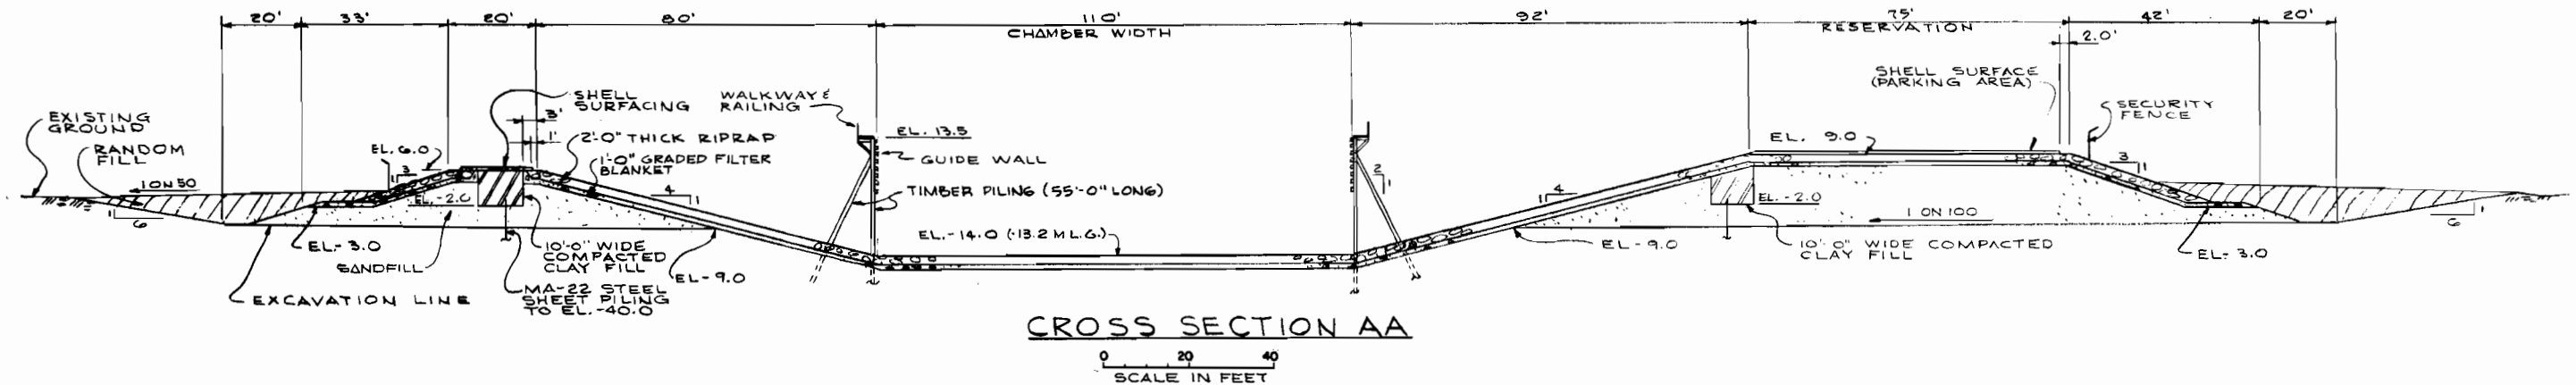 20' 33' 20' 80' 110' 92' 75' 42' 20'
CHAMBER WIDTH
RESERVATION
2.0'
SHELL SURFACE
(PARKING AREA)
SHELL
SURFACING
WALKWAY &
RAILING
3'
1'
EXISTING
GROUND
RANDOM
FILL
SECURITY
FENCE
2'-0" THICK RIPRAP
1'-0" GRADED FILTER
BLANKET
EL. 13.5
GUIDE WALL
EL. 9.0
EL. 6.0
3
1
1 ON 50
EL. -2.0
4
1
TIMBER PILING (55'-0" LONG)
2
1
4
1
EL. -2.0
1 ON 100
3
1
1
6
1
6
EL. -14.0 (-13.2 M.L.G.)
EL - 3.0
SANDFILL
10'-0" WIDE
COMPACTED
CLAY FILL
EL - 9.0
EL - 9.0
10'-0" WIDE COMPACTED
CLAY FILL
EL - 3.0
EXCAVATION LINE
MA-22 STEEL
SHEET PILING
TO EL. -40.0
CROSS SECTION AA
0 20 40
SCALE IN FEET